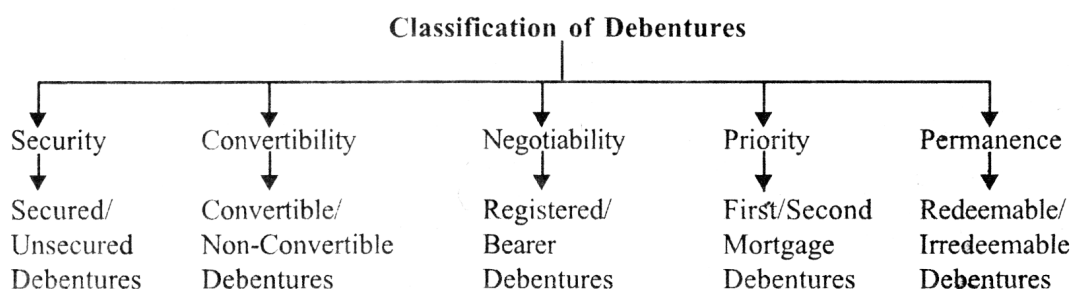 Classification of Debentures
Security Convertibility Negotiability Priority Permanence
Secured/ Convertible/ Registered/ First/Second Redeemable/
Unsecured Non-Convertible Bearer Mortgage Irredeemable
Debentures Debentures Debentures Debentures Debentures